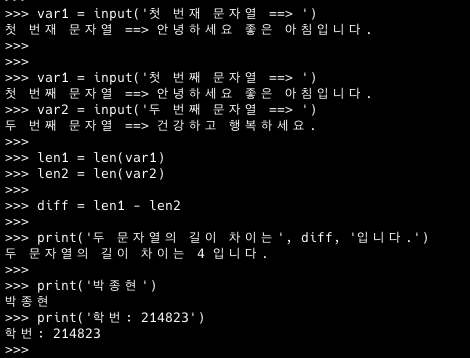 >>> var1 = input('첫 번재 문자열 ==> ')
첫 번재 문자열 ==> 안녕하세요 좋은 아침입니다.
>>>
>>>
>>> var1 = input('첫 번째 문자열 ==> ')
첫 번째 문자열 ==> 안녕하세요 좋은 아침입니다.
>>> var2 = input('두 번째 문자열 ==> ')
두 번째 문자열 ==> 건강하고 행복하세요.
>>>
>>> len1 = len(var1)
>>> len2 = len(var2)
>>>
>>> diff = len1 - len2
>>>
>>> print('두 문자열의 길이 차이는', diff, '입니다.')
두 문자열의 길이 차이는 4 입니다.
>>>
>>> print('박종현')
박종현
>>> print('학번: 214823')
학번: 214823
>>>